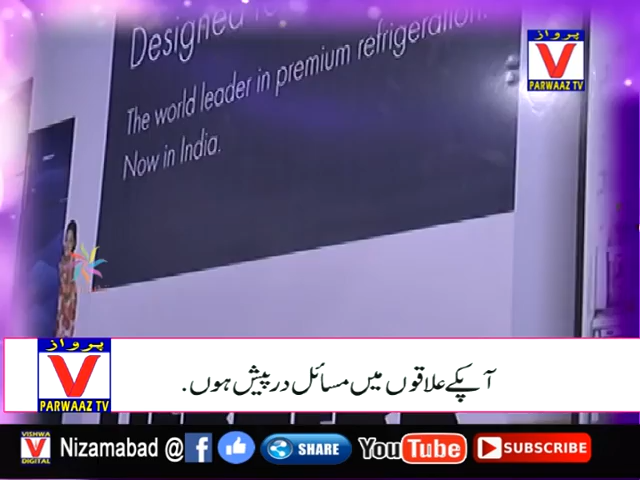 Designed
The world leader in premium refrigeration.
Now in India.
پرواز
V
PARWAAZ TV
پرواز
V
PARWAAZ TV
آپکے علاقوں میں مسائل درپیش ہوں.
VISHWA
V
DIGITAL
Nizamabad @ f SHARE YouTube SUBSCRIBE